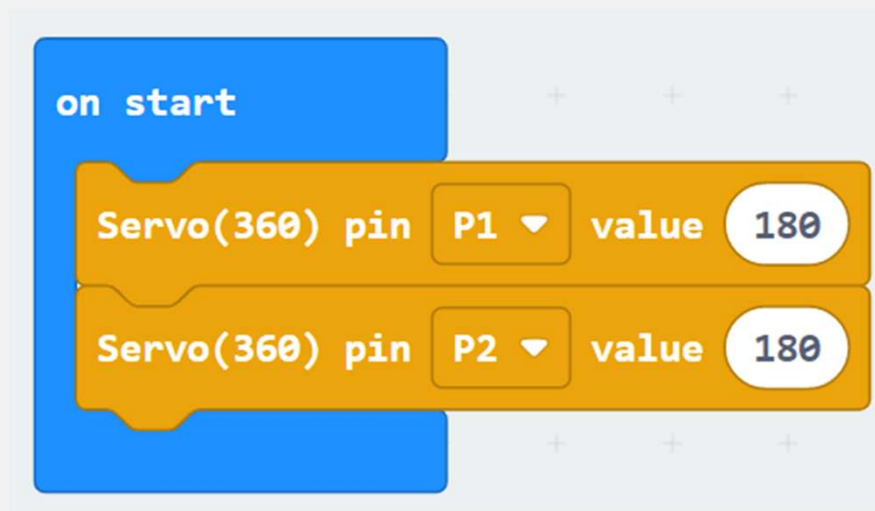 on start
Servo(360) pin P1 value 180
Servo(360) pin P2 value 180